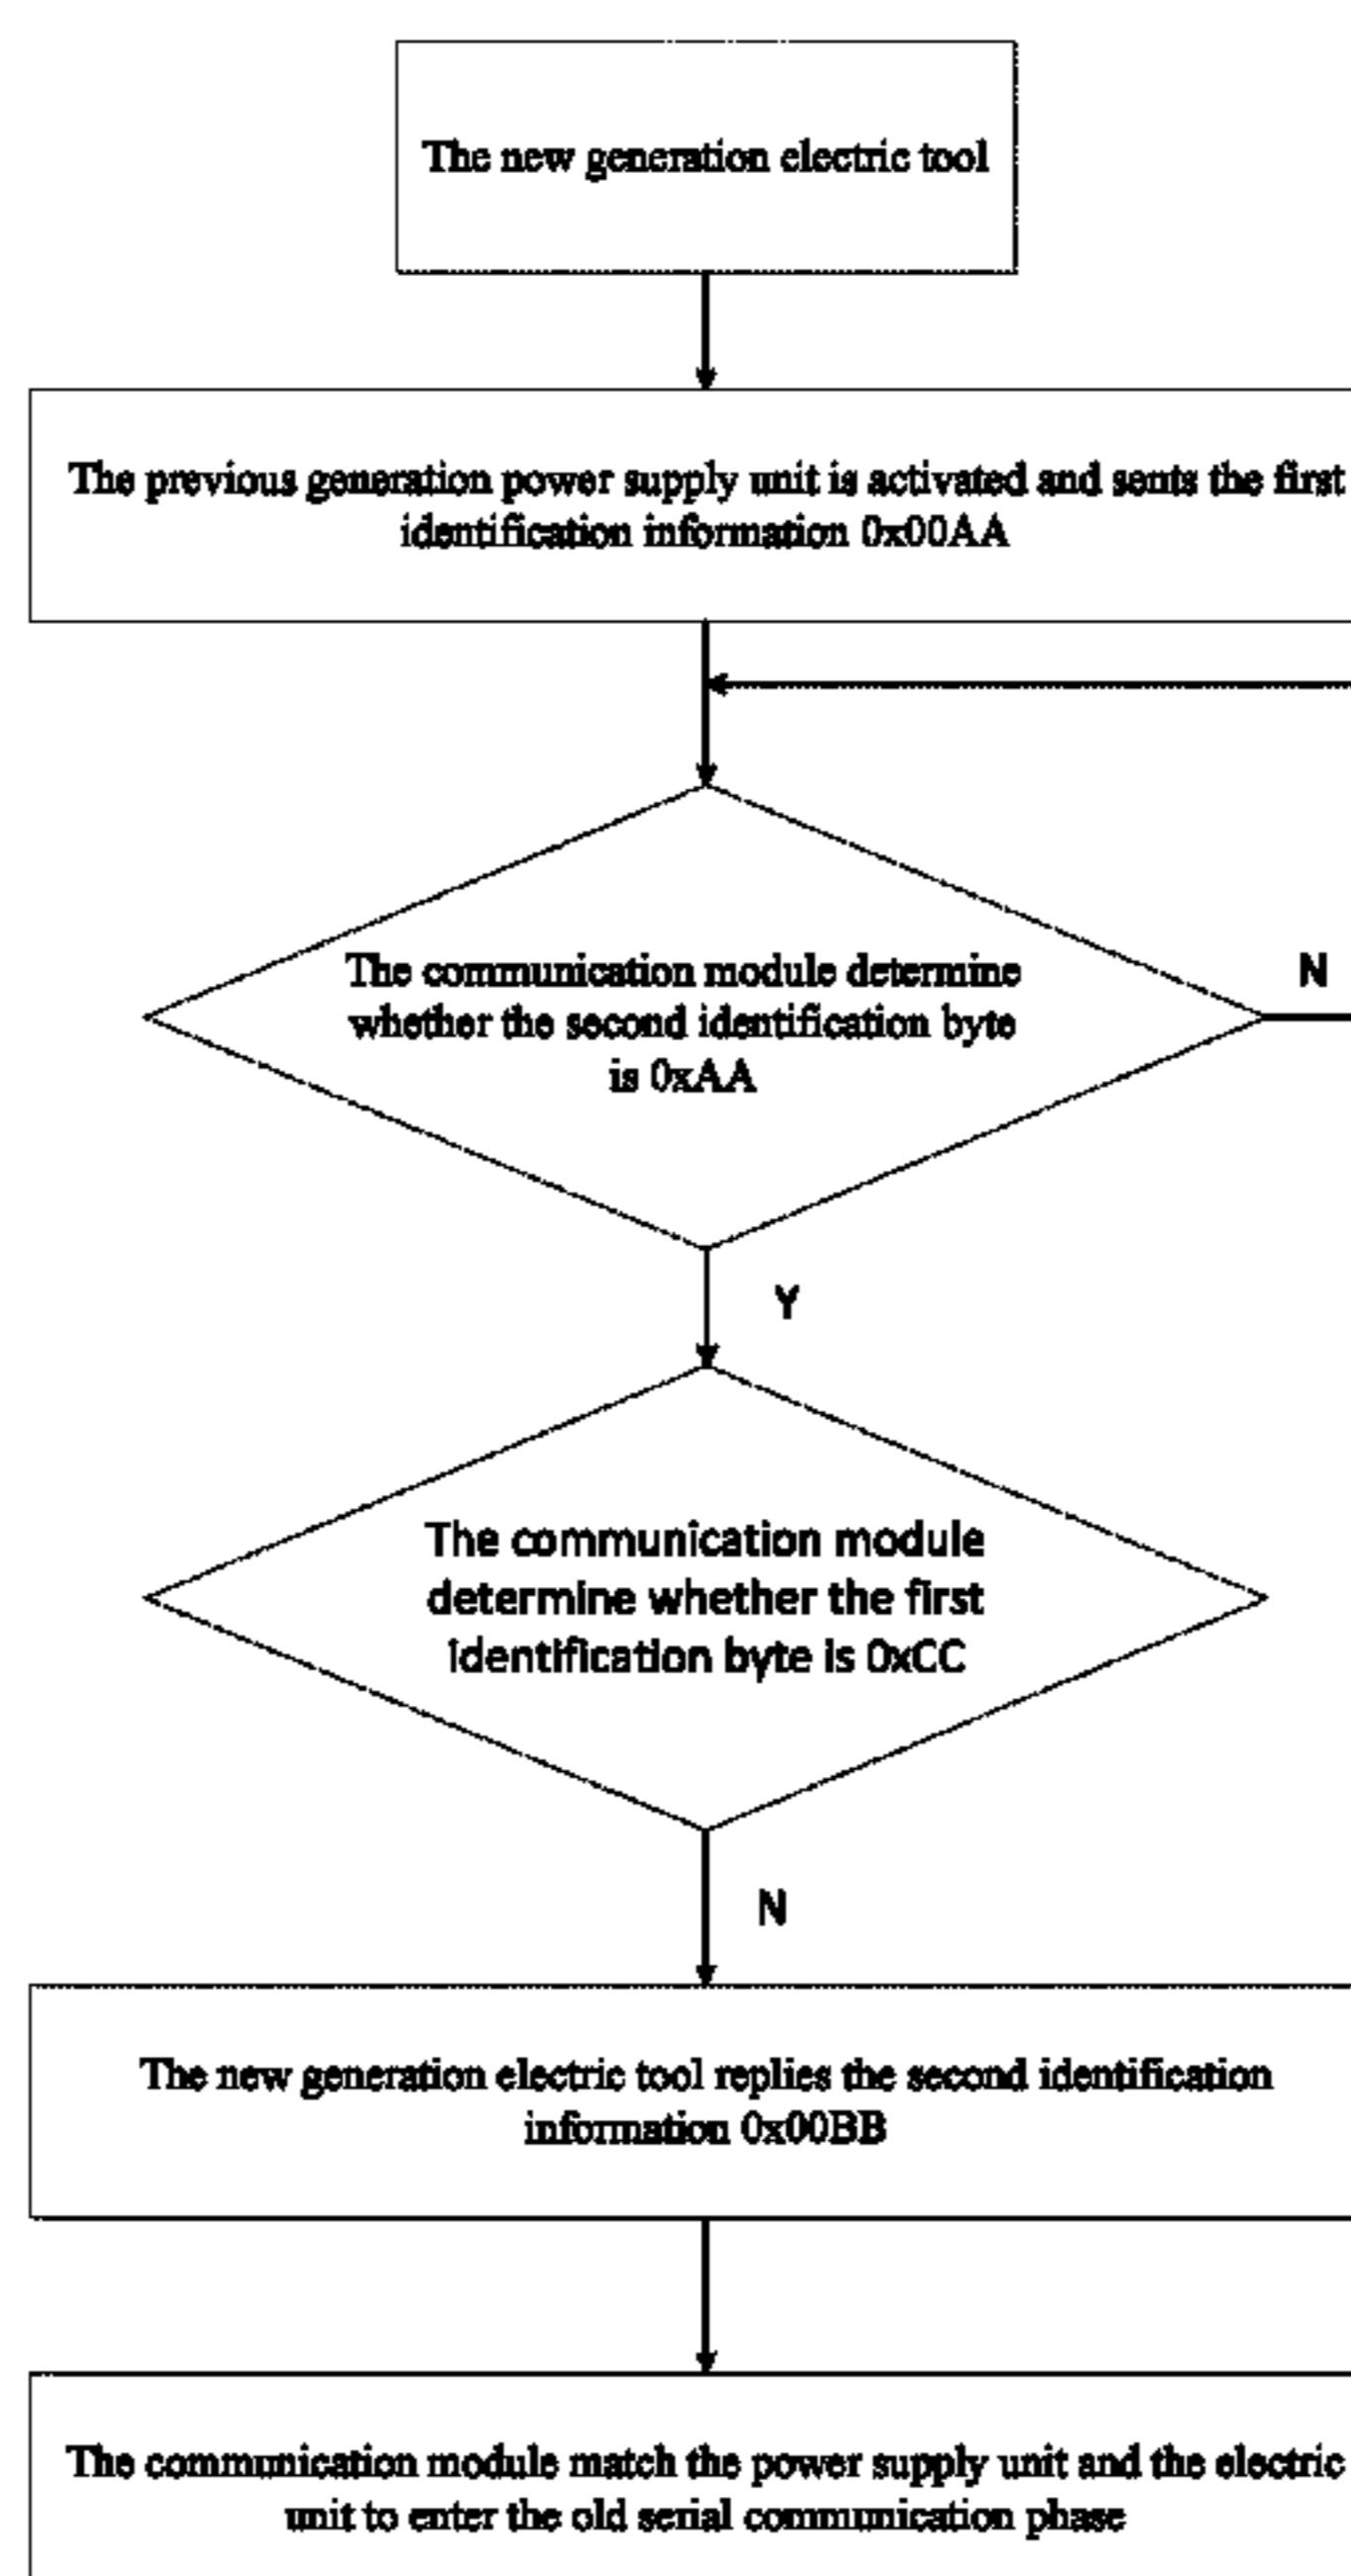 The new generation electric tool
The previous generation power supply unit is activated and sents the first
identification information 0x00AA
The communication module determine
whether the second identification byte
is 0xAA
N
Y
The communication module
determine whether the first
identification byte is 0xCC
N
The new generation electric tool replies the second identification
information 0x00BB
The communication module match the power supply unit and the electric
unit to enter the old serial communication phase